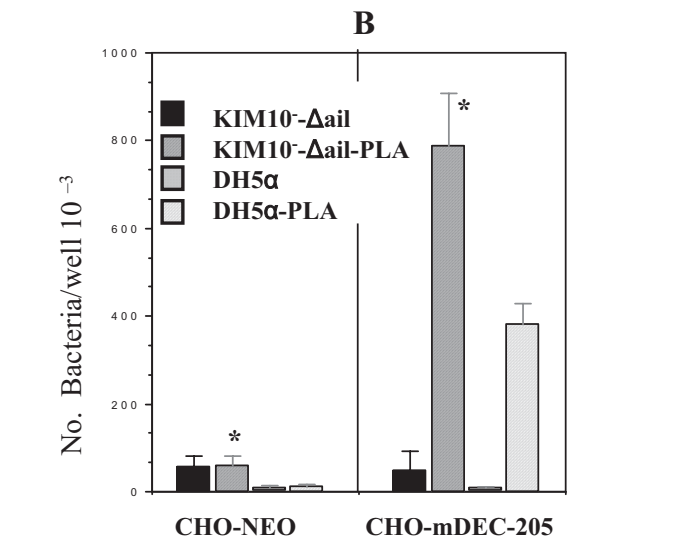 B
1000
800
600
400
200
0
No. Bacteria/well 10 ⁻³
KIM10⁻-Δail
KIM10⁻-Δail-PLA
DH5α
DH5α-PLA
*
*
CHO-NEO
CHO-mDEC-205